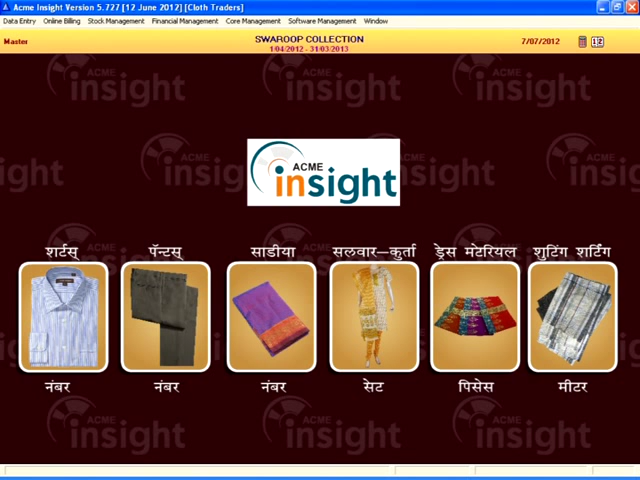 Acme Insight Version 5.727 [12 June 2012] [Cloth Traders]
Data Entry Online Billing Stock Management Financial Management Core Management Software Management Window
Master SWAROOP COLLECTION 7/07/2012
1/04/2012 - 31/03/2013
ACME
insight
शर्टस् पॅन्टस् साडीया सलवार–कुर्ता ड्रेस मटेरियल शुटिंग शर्टिंग
नंबर नंबर नंबर सेट पिसेस मीटर